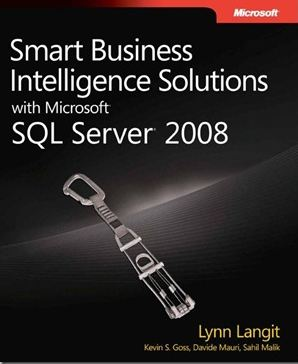 Microsoft
Smart Business
Intelligence Solutions
with Microsoft®
SQL Server® 2008
Lynn Langit
Kevin S. Goss, Davide Mauri, Sahil Malik